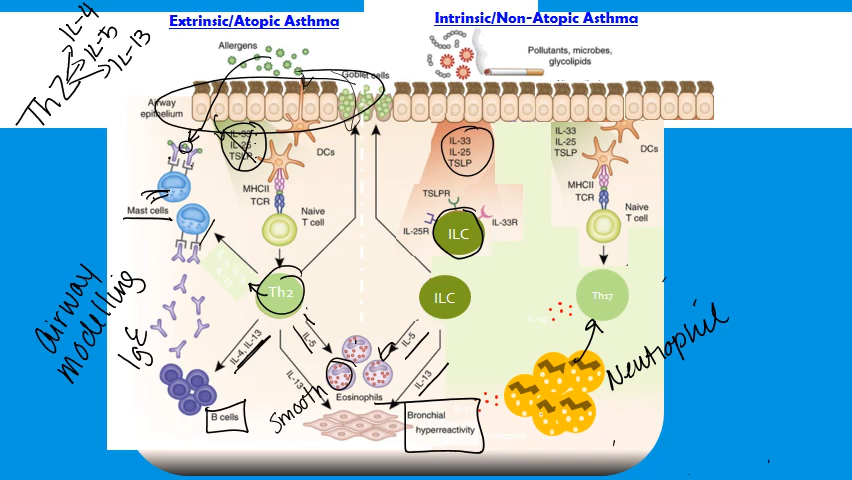 Extrinsic/Atopic Asthma
Intrinsic/Non-Atopic Asthma
Th2
IL-4
IL-5
IL-13
Allergens
Goblet cells
Airway
epithelium
Pollutants, microbes,
glycolipids
IL-33
IL-25
TSLP
DCs
MHCII
TCR
Naive
T cell
Mast cells
IL-33
IL-25
TSLP
TSLPR
IL-25R
IL-33R
ILC
IL-33
IL-25
TSLP
DCs
MHCII
TCR
Naive
T cell
Th2
ILC
Th17
airway
modelling
IgE
IL-4, IL-13
IL-5
IL-13
IL-5
IL-13
Smooth
Eosinophils
B cells
Bronchial
hyperreactivity
Neutrophil